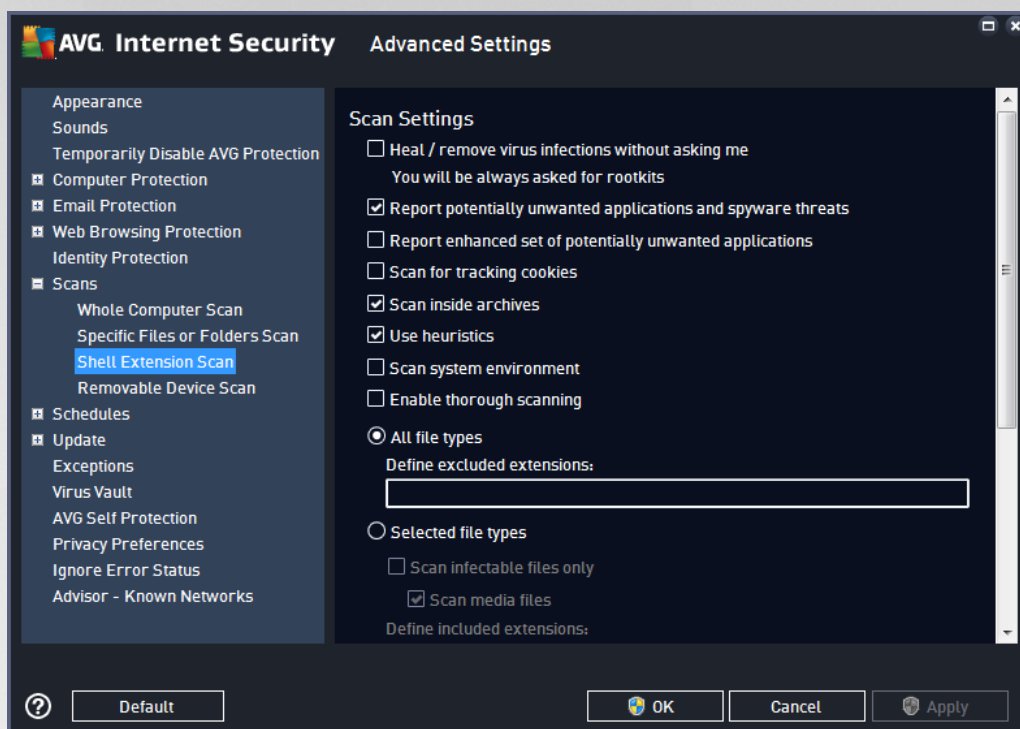 AVG. Internet Security Advanced Settings
Appearance
Sounds
Temporarily Disable AVG Protection
Computer Protection
Email Protection
Web Browsing Protection
Identity Protection
Scans
Whole Computer Scan
Specific Files or Folders Scan
Shell Extension Scan
Removable Device Scan
Schedules
Update
Exceptions
Virus Vault
AVG Self Protection
Privacy Preferences
Ignore Error Status
Advisor - Known Networks
Scan Settings
Heal / remove virus infections without asking me
You will be always asked for rootkits
Report potentially unwanted applications and spyware threats
Report enhanced set of potentially unwanted applications
Scan for tracking cookies
Scan inside archives
Use heuristics
Scan system environment
Enable thorough scanning
All file types
Define excluded extensions:
Selected file types
Scan infectable files only
Scan media files
Define included extensions:
? Default OK Cancel Apply